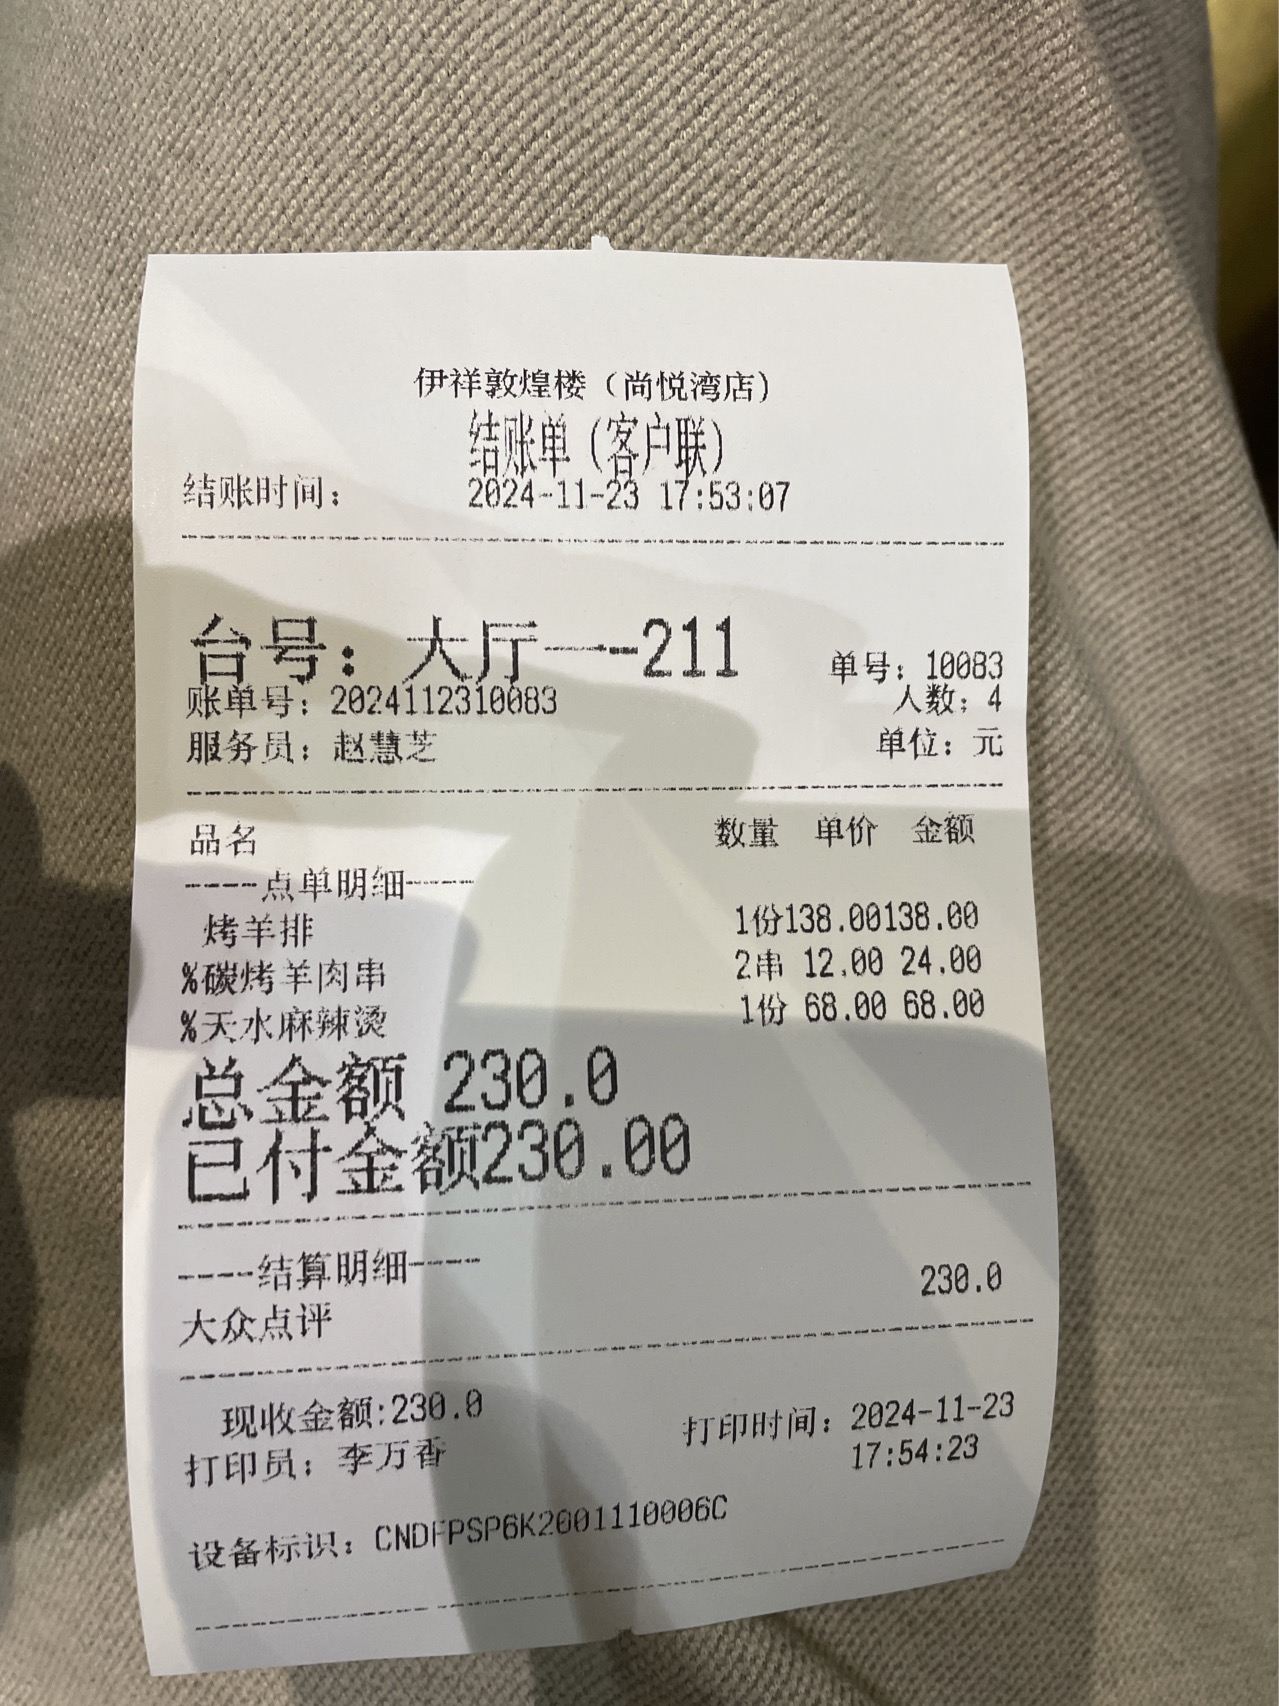 伊祥敦煌楼（尚悦湾店）
结账单（客户联）
结账时间： 2024-11-23 17:53:07
台号： 大厅一--211 单号：10083
账单号：2024112310083 人数：4
服务员：赵慧芝 单位：元
品名 数量 单价 金额
----点单明细----
烤羊排 1份138.00138.00
%碳烤羊肉串 2串 12.00 24.00
%天水麻辣烫 1份 68.00 68.00
总金额 230.0
已付金额230.00
----结算明细----
大众点评 230.0
现收金额:230.0 打印时间：2024-11-23
打印员：李万香 17:54:23
设备标识：CNDFPSP6K2001110006C